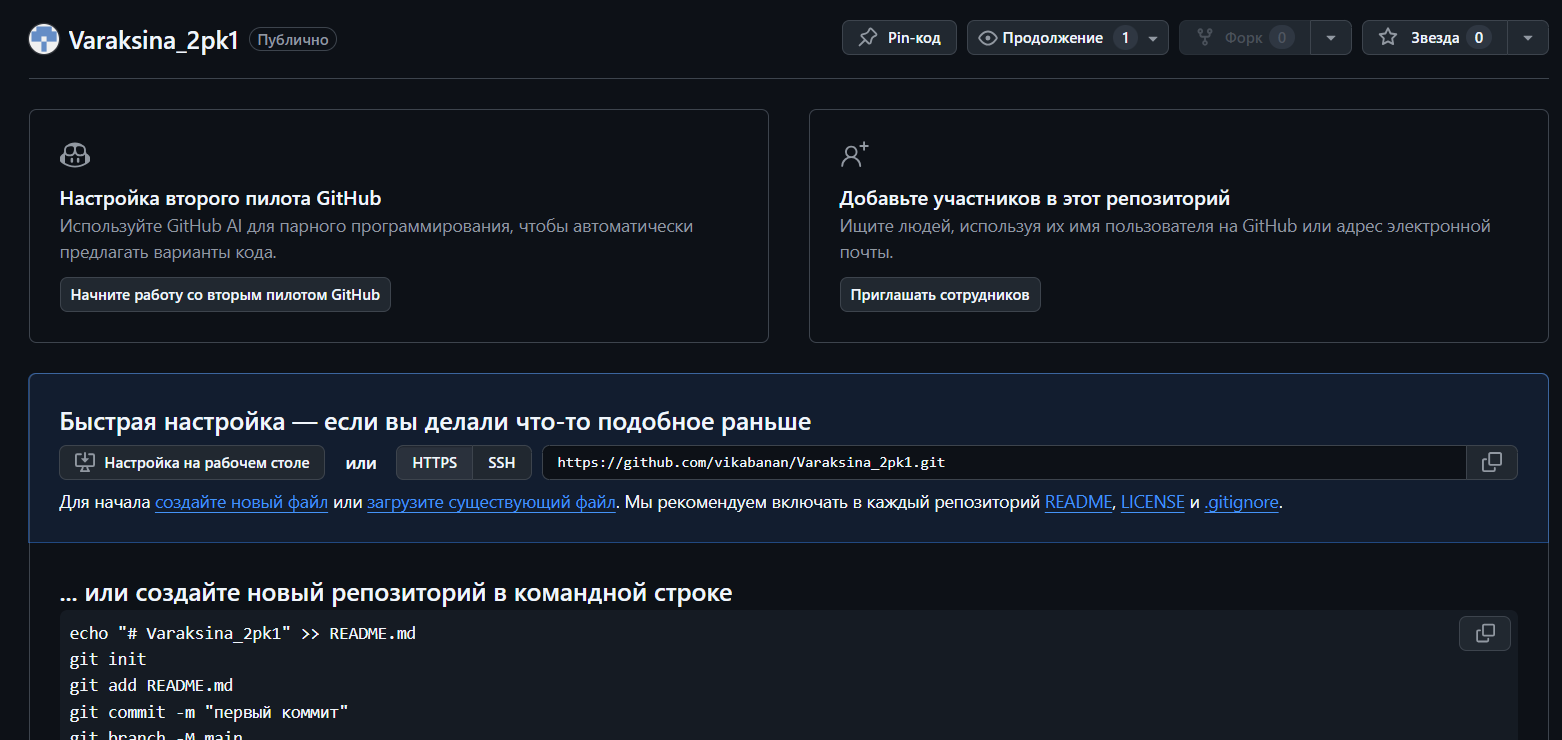 Varaksina_2pk1 Публично
Pin-код Продолжение 1 Форк 0 Звезда 0
Настройка второго пилота GitHub
Используйте GitHub AI для парного программирования, чтобы автоматически
предлагать варианты кода.
Начните работу со вторым пилотом GitHub
Добавьте участников в этот репозиторий
Ищите людей, используя их имя пользователя на GitHub или адрес электронной
почты.
Приглашать сотрудников
Быстрая настройка — если вы делали что-то подобное раньше
Настройка на рабочем столе или HTTPS SSH https://github.com/vikabanan/Varaksina_2pk1.git
Для начала создайте новый файл или загрузите существующий файл. Мы рекомендуем включать в каждый репозиторий README, LICENSE и .gitignore.
... или создайте новый репозиторий в командной строке
echo "# Varaksina_2pk1" >> README.md
git init
git add README.md
git commit -m "первый коммит"
git branch -M main